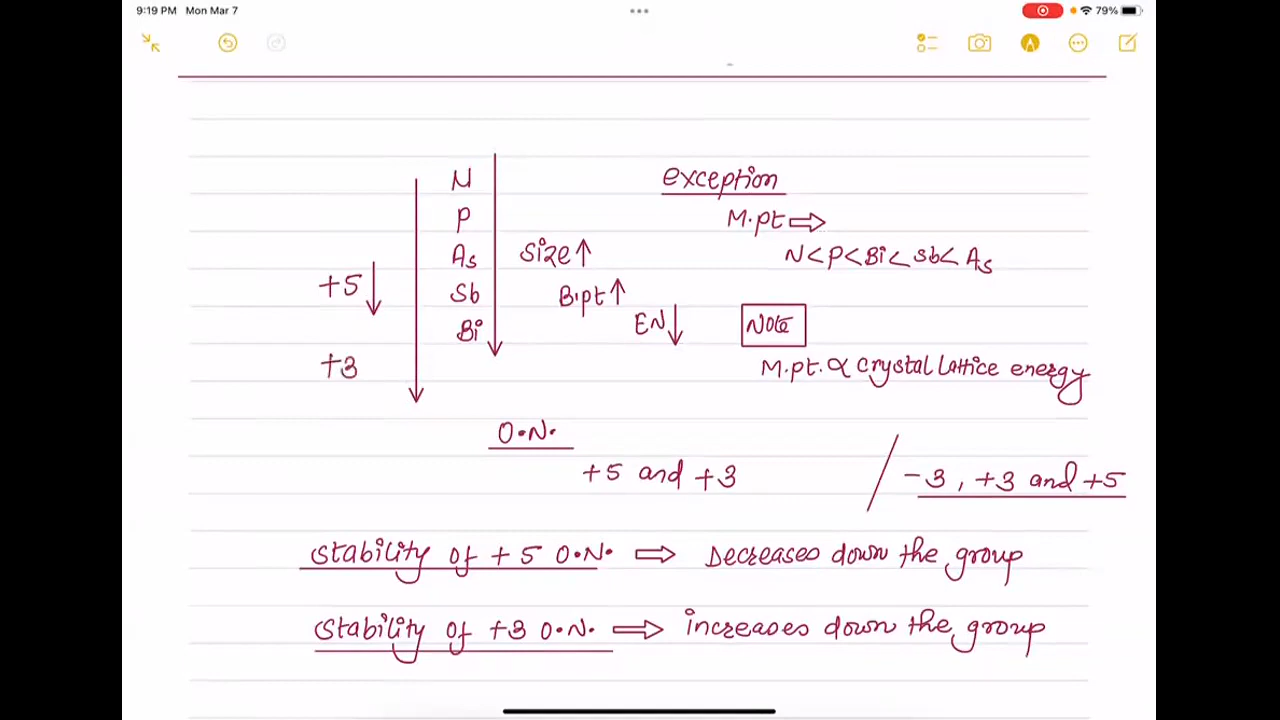 9:19 PM Mon Mar 7
79%
N
exception
P
M.pt ⇒
As
Size ↑
N < P < Bi < Sb < As
+5 ↓
Sb
B.pt ↑
Bi
EN ↓
Note
+3
M.pt. ∝ Crystal Lattice energy
O.N.
+5 and +3
/ -3, +3 and +5
Stability of +5 O.N. ⇒ Decreases down the group
Stability of +3 O.N. ⇒ increases down the group